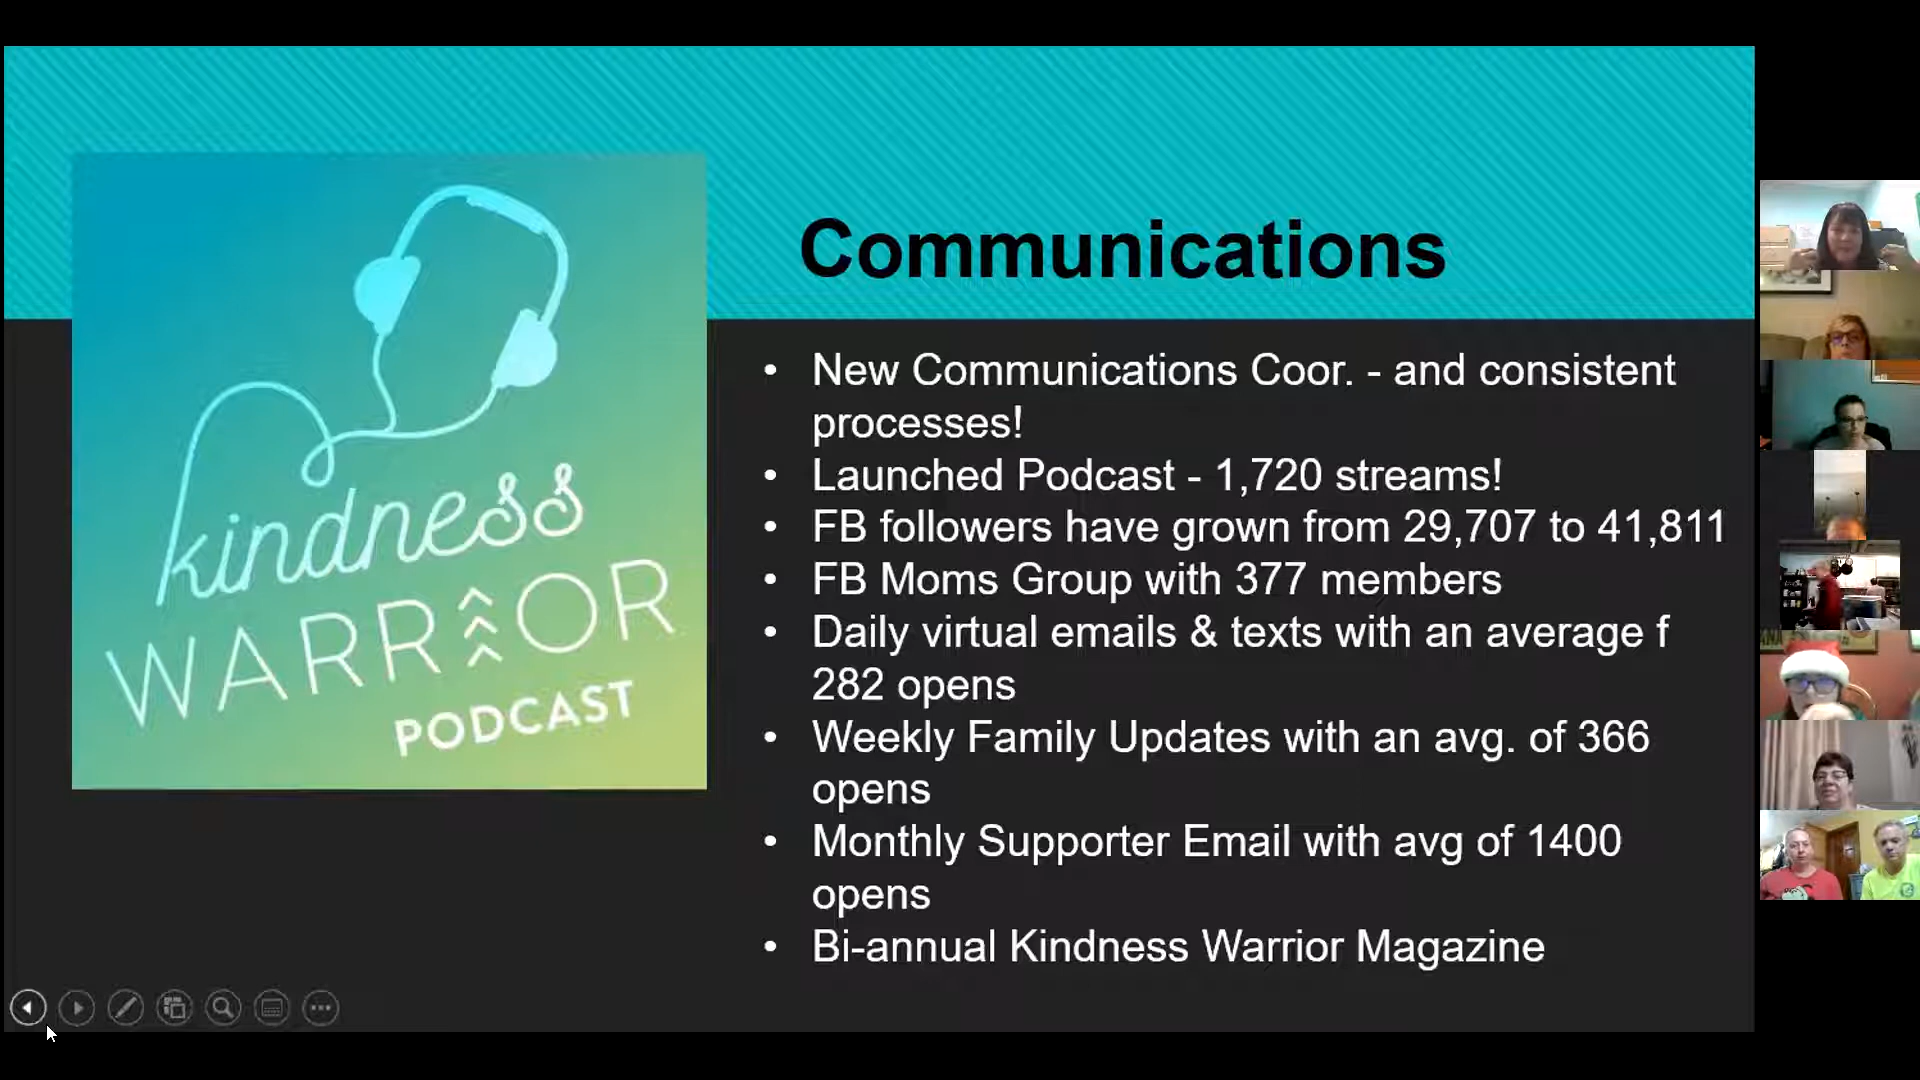 Communications
kindness
WARRIOR
PODCAST
• New Communications Coor. - and consistent
processes!
• Launched Podcast - 1,720 streams!
• FB followers have grown from 29,707 to 41,811
• FB Moms Group with 377 members
• Daily virtual emails & texts with an average f
282 opens
• Weekly Family Updates with an avg. of 366
opens
• Monthly Supporter Email with avg of 1400
opens
• Bi-annual Kindness Warrior Magazine